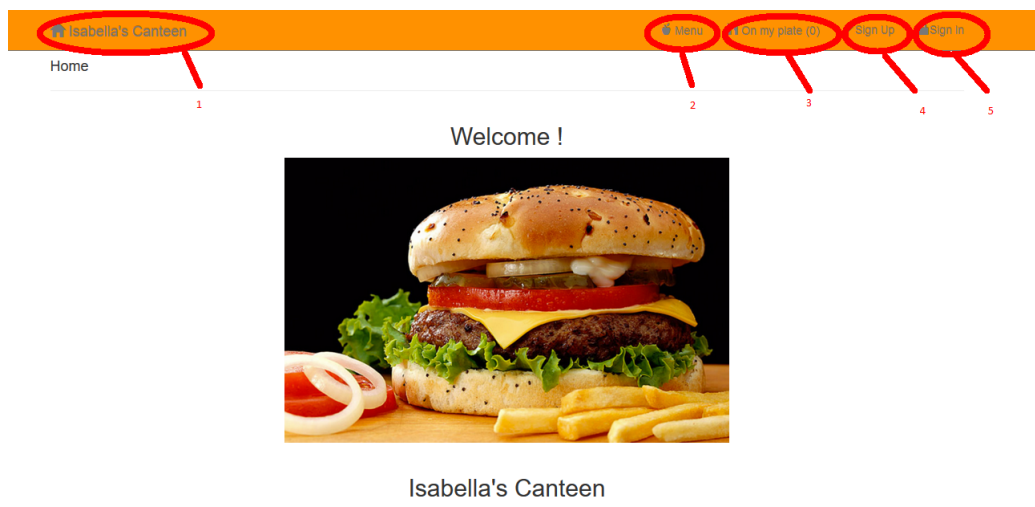 Isabella's Canteen Menu On my plate (0) Sign Up Sign In
Home
1 2 3 4 5
Welcome !
Isabella's Canteen